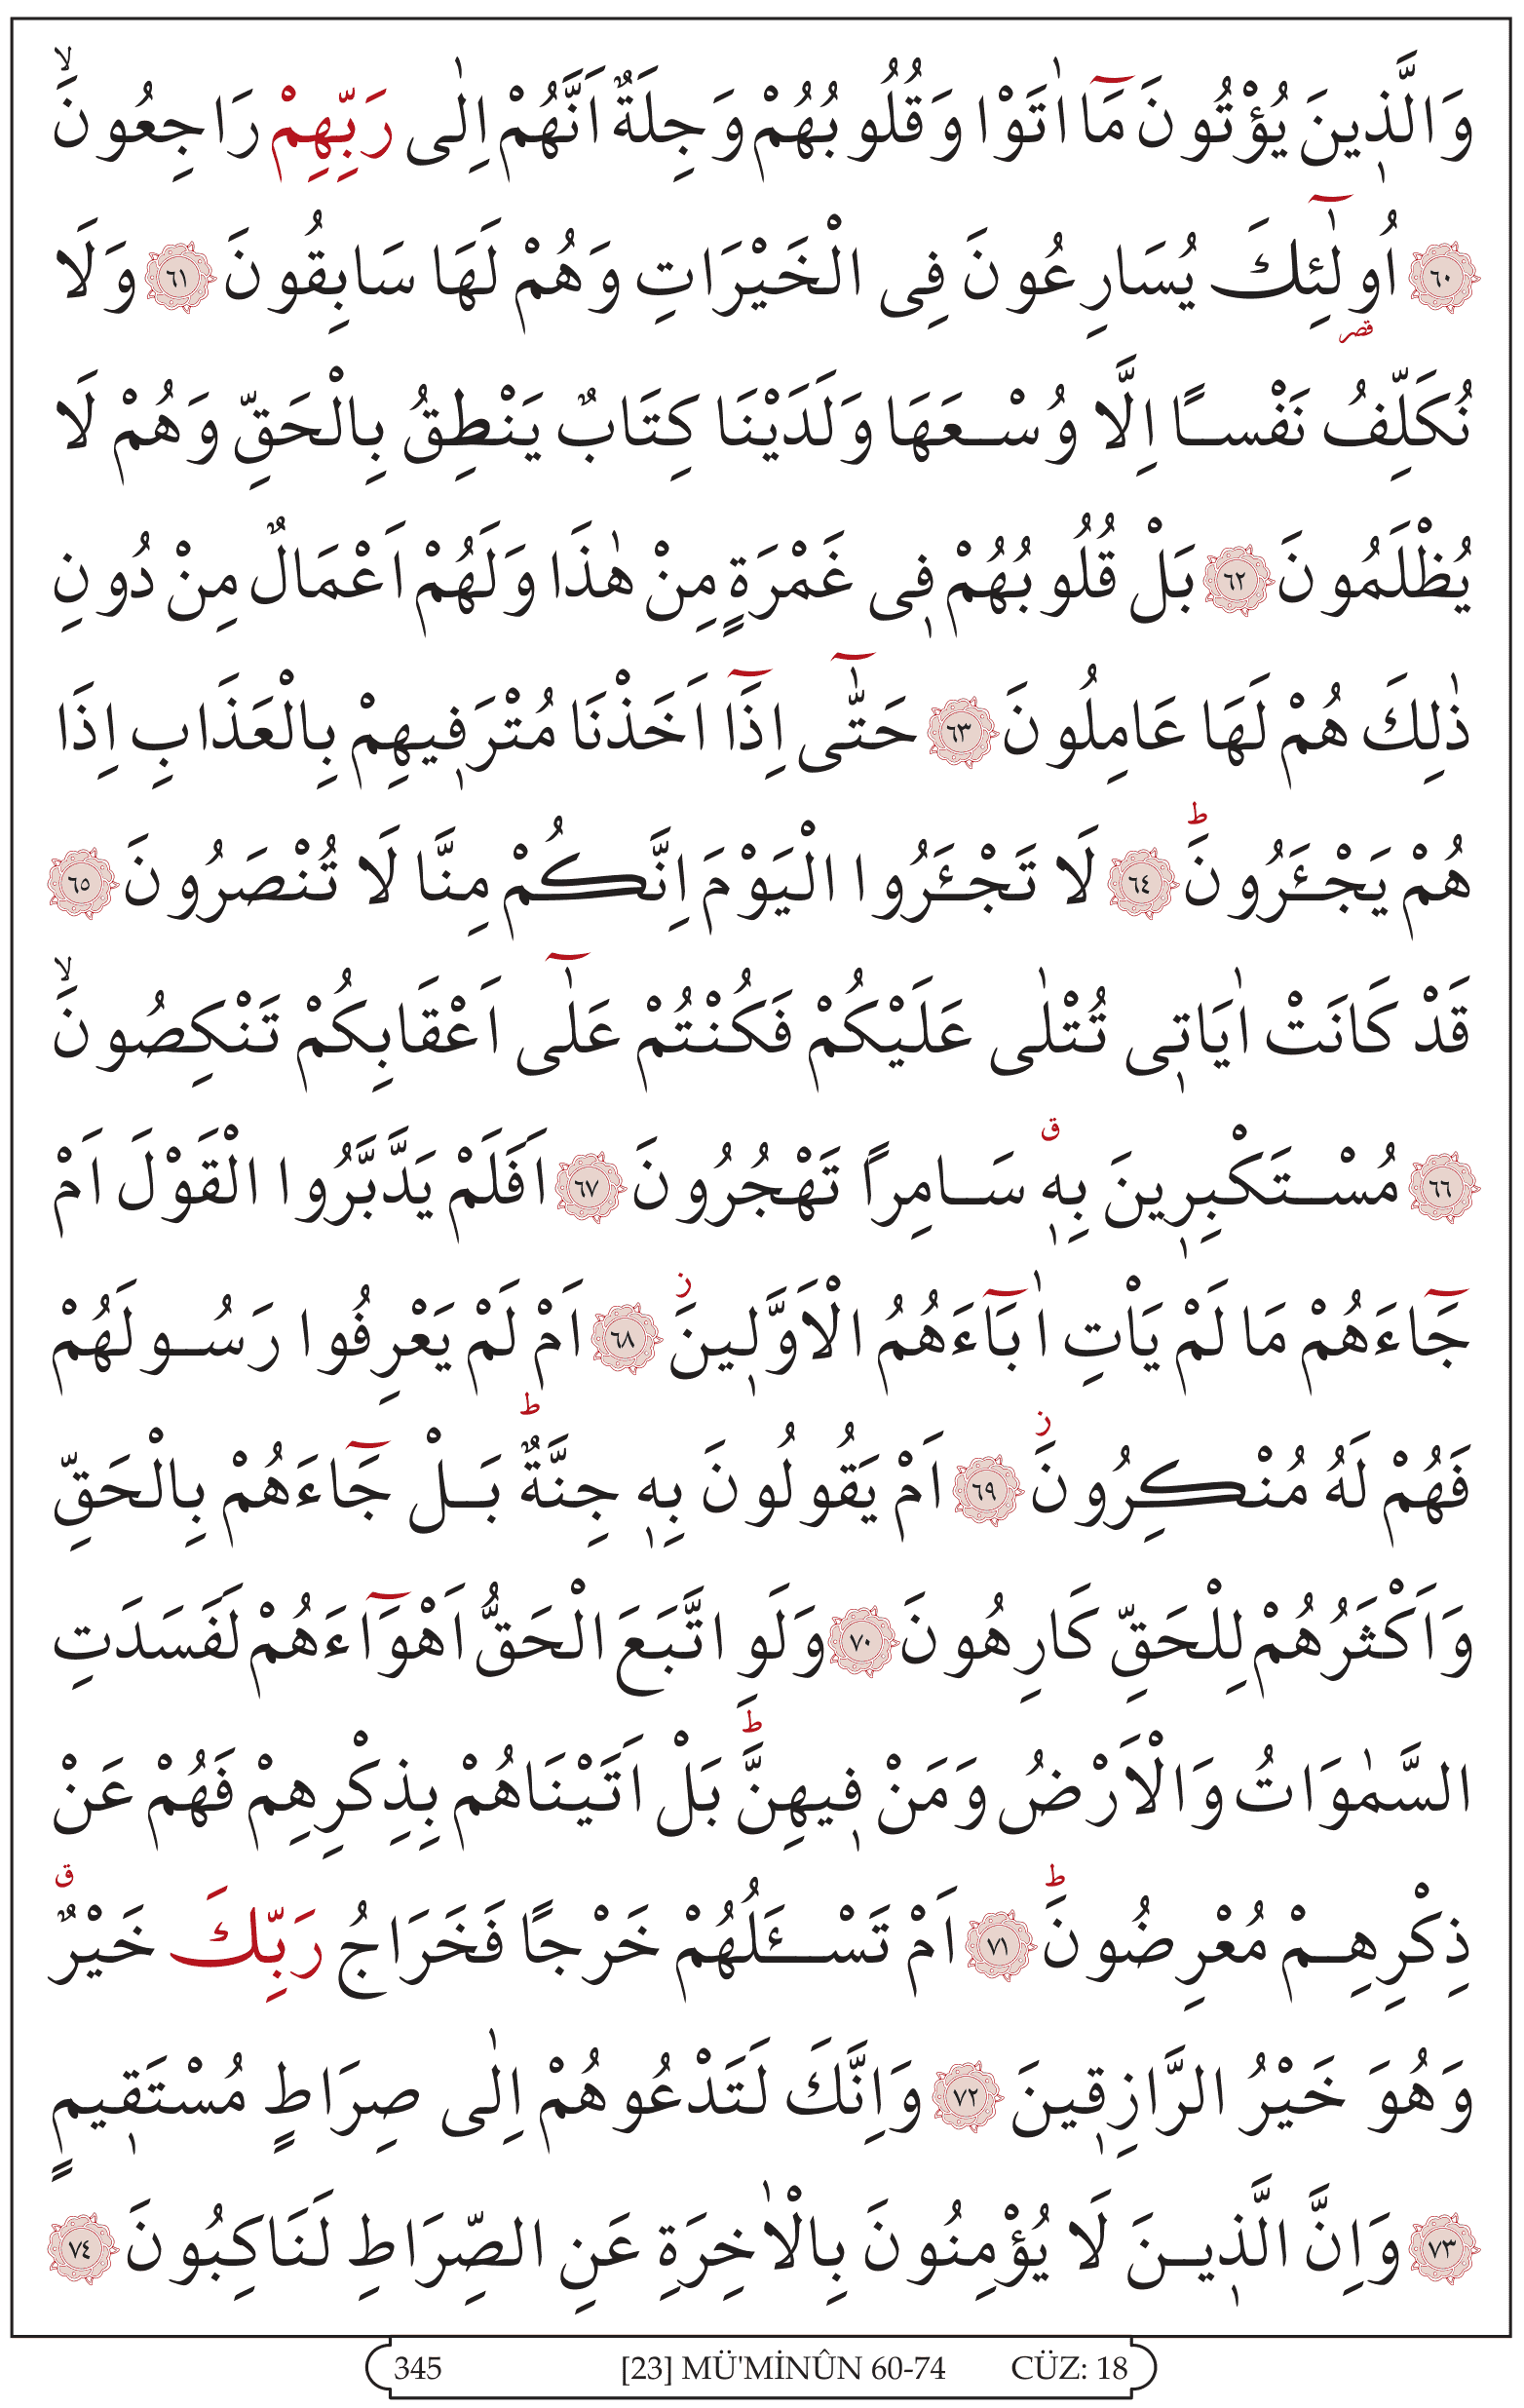 وَالَّذ۪ينَ يُؤْتُونَ مَٓا اٰتَوْا وَقُلُوبُهُمْ وَجِلَةٌ اَنَّهُمْ اِلٰى رَبِّهِمْ رَاجِعُونَۙ
﴿٦٠﴾ اُو۬لٰٓئِكَ يُسَارِعُونَ فِى الْخَيْرَاتِ وَهُمْ لَهَا سَابِقُونَ ﴿٦١﴾ وَلَا
قصر
نُكَلِّفُ نَفْسًا اِلَّا وُسْعَهَا وَلَدَيْنَا كِتَابٌ يَنْطِقُ بِالْحَقِّ وَهُمْ لَا
يُظْلَمُونَ ﴿٦٢﴾ بَلْ قُلُوبُهُمْ ف۪ى غَمْرَةٍ مِنْ هٰذَا وَلَهُمْ اَعْمَالٌ مِنْ دُونِ
ذٰلِكَ هُمْ لَهَا عَامِلُونَ ﴿٦٣﴾ حَتّٰٓى اِذَٓا اَخَذْنَا مُتْرَف۪يهِمْ بِالْعَذَابِ اِذَا
هُمْ يَجْـَٔرُونَۜ ﴿٦٤﴾ لَا تَجْـَٔرُوا الْيَوْمَ اِنَّكُمْ مِنَّا لَا تُنْصَرُونَ ﴿٦٥﴾
قَدْ كَانَتْ اٰيَات۪ى تُتْلٰى عَلَيْكُمْ فَكُنْتُمْ عَلٰٓى اَعْقَابِكُمْ تَنْكِصُونَۙ
﴿٦٦﴾ مُسْتَكْبِر۪ينَ بِه۪ۗ سَامِرًا تَهْجُرُونَ ﴿٦٧﴾ اَفَلَمْ يَدَّبَّرُوا الْقَوْلَ اَمْ
جَٓاءَهُمْ مَا لَمْ يَاْتِ اٰبَٓاءَهُمُ الْاَوَّل۪ينَۘ ﴿٦٨﴾ اَمْ لَمْ يَعْرِفُوا رَسُولَهُمْ
فَهُمْ لَهُ مُنْكِرُونَۘ ﴿٦٩﴾ اَمْ يَقُولُونَ بِه۪ جِنَّةٌۜ بَلْ جَٓاءَهُمْ بِالْحَقِّ
وَاَكْثَرُهُمْ لِلْحَقِّ كَارِهُونَ ﴿٧٠﴾ وَلَوِ اتَّبَعَ الْحَقُّ اَهْوَٓاءَهُمْ لَفَسَدَتِ
السَّمٰوَاتُ وَالْاَرْضُ وَمَنْ ف۪يهِنَّۜ بَلْ اَتَيْنَاهُمْ بِذِكْرِهِمْ فَهُمْ عَنْ
ذِكْرِهِمْ مُعْرِضُونَۜ ﴿٧١﴾ اَمْ تَسْـَٔلُهُمْ خَرْجًا فَخَرَاجُ رَبِّكَ خَيْرٌۗ
وَهُوَ خَيْرُ الرَّازِق۪ينَ ﴿٧٢﴾ وَاِنَّكَ لَتَدْعُوهُمْ اِلٰى صِرَاطٍ مُسْتَق۪يمٍ
﴿٧٣﴾ وَاِنَّ الَّذ۪ينَ لَا يُؤْمِنُونَ بِالْاٰخِرَةِ عَنِ الصِّرَاطِ لَنَاكِبُونَ ﴿٧٤﴾
345 [23] MÜ'MİNÛN 60-74 CÜZ: 18